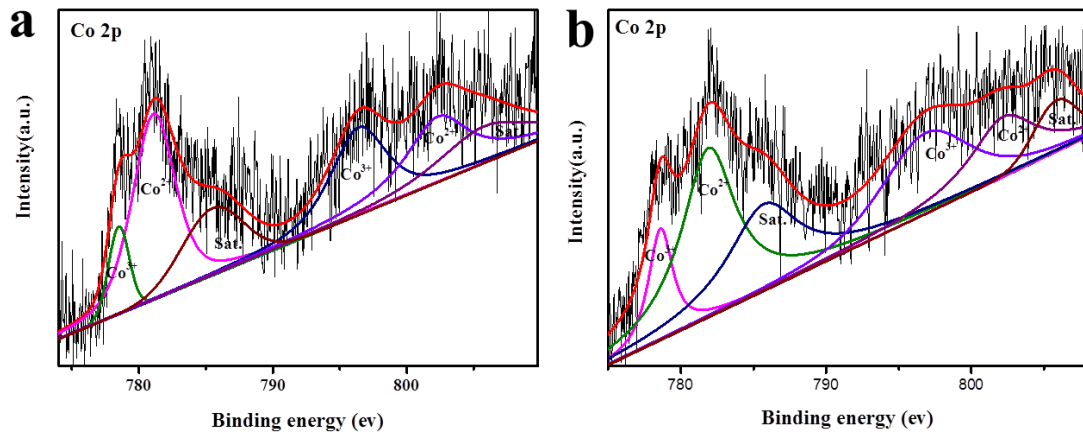 a
Co 2p
Intensity(a.u.)
Co³⁺
Co²⁺
Sat.
Co³⁺
Co²⁺
Sat.
780
790
800
Binding energy (ev)
b
Co 2p
Intensity(a.u.)
Co³⁺
Co²⁺
Sat.
Co³⁺
Co²⁺
Sat.
780
790
800
Binding energy (ev)